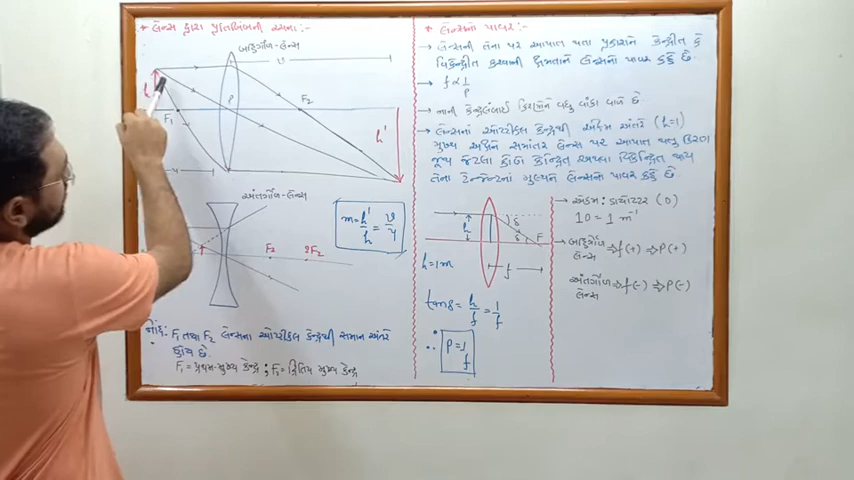 * લેન્સ દ્વારા પ્રતિબિંબની રચના :-
બહિર્ગોળ-લેન્સ
v
h
P
F₂
F₁
h'
u
અંતર્ગોળ-લેન્સ
F₂ 2F₂
m = h'/h = v/u
નોંધ:- F₁ તથા F₂ લેન્સના ઓપ્ટીકલ કેન્દ્રથી સમાન અંતરે
હોય છે.
F₁ = પ્રથમ મુખ્ય કેન્દ્ર ; F₂ = દ્વિતિય મુખ્ય કેન્દ્ર
* લેન્સનો પાવર :-
→ લેન્સની તેના પર આપાત થતા પ્રકાશને કેન્દ્રીત કે
વિકેન્દ્રીત કરવાની ક્ષમતાને લેન્સનો પાવર કહે છે.
→ f ∝ 1/P
→ નાની કેન્દ્રલંબાઈ કિરણોને વધુ વાંકા વાળે છે.
→ લેન્સનાં ઓપ્ટીકલ કેન્દ્રથી એકમ અંતરે (h=1)
મુખ્ય અક્ષને સમાંતર લેન્સ પર આપાત થતુ કિરણ
જૂથ જેટલા કોણે કેન્દ્રિત અથવા વિકેન્દ્રિત થાય
તેના ટેન્જેન્ટનાં મુલ્યને લેન્સનો પાવર કહે છે.
h δ δ F
f
h = 1m
tan δ = h/f = 1/f
∴ P = 1/f
→ એકમ : ડાયોપ્ટર (D)
1D = 1 m⁻¹
→ બહિર્ગોળ લેન્સ ⇒ f(+) ⇒ P(+)
→ અંતર્ગોળ લેન્સ ⇒ f(-) ⇒ P(-)